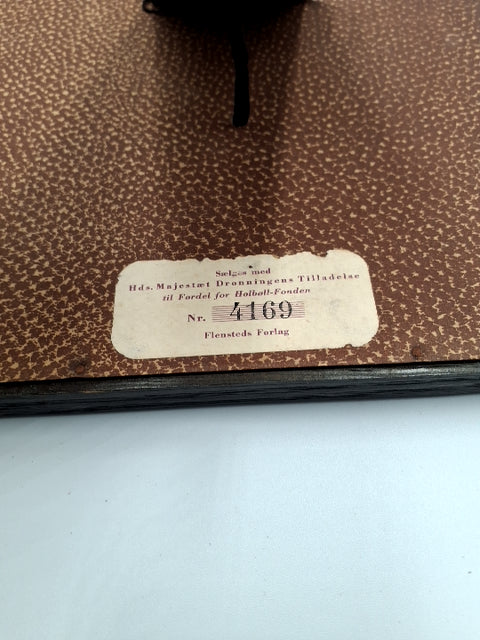 Sælges med
Hds. Majestæt Dronningens Tilladelse
til Fordel for Holbøll-Fonden
Nr. 4169
Flensteds Forlag